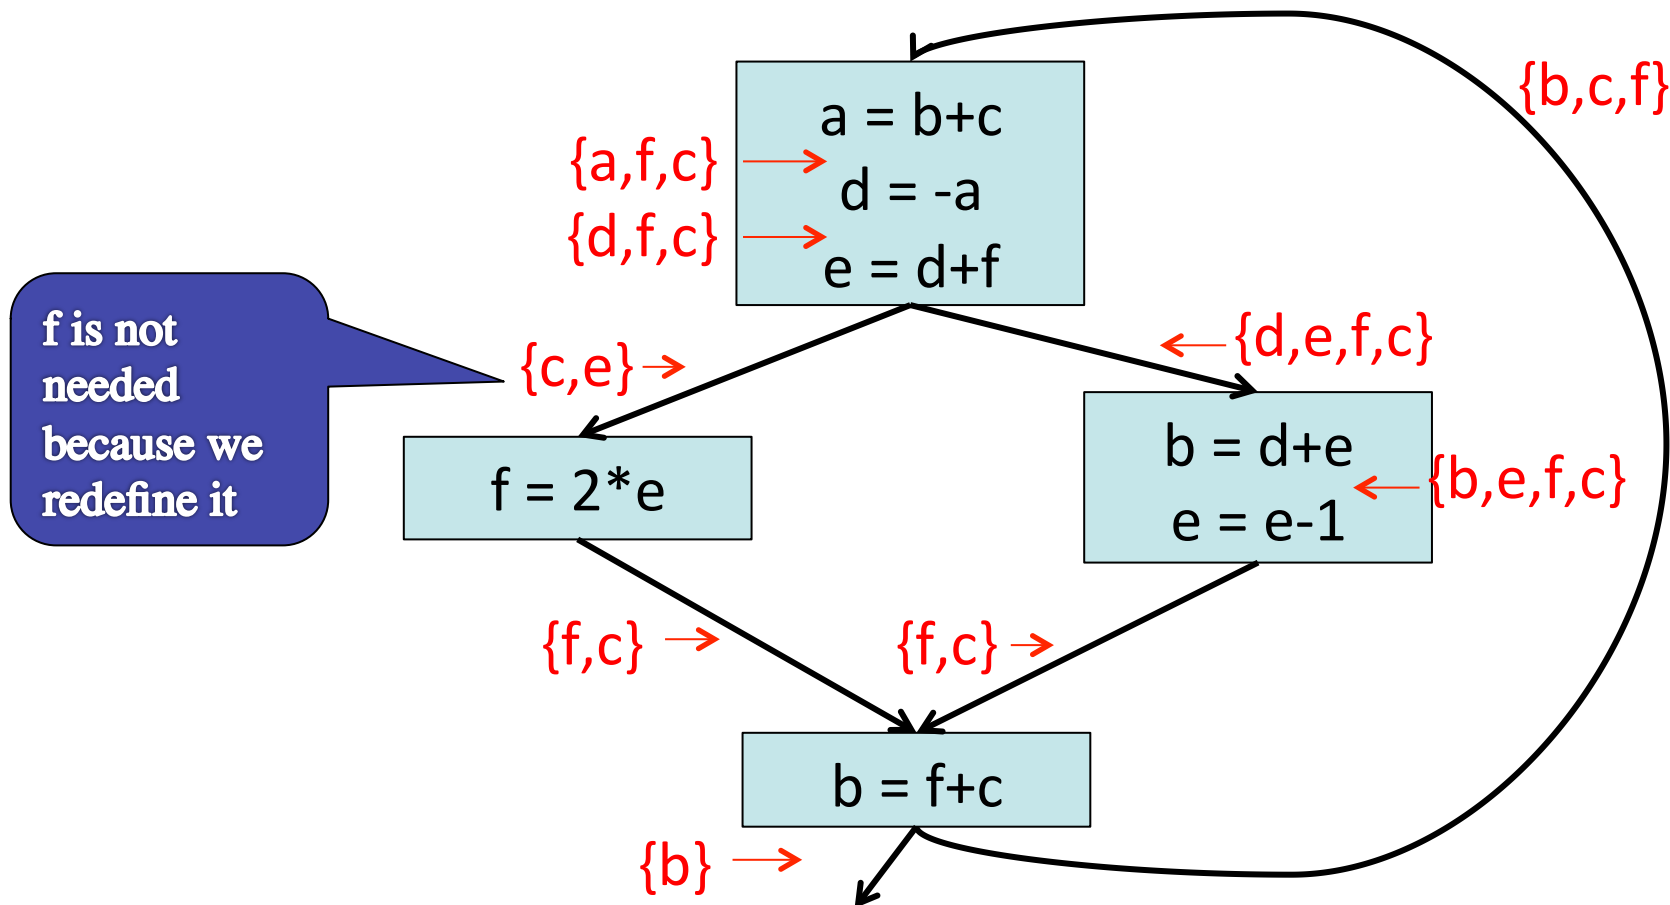 {b,c,f}
a = b+c
{a,f,c}
d = -a
{d,f,c}
e = d+f
f is not
needed
because we
redefine it
{c,e}
{d,e,f,c}
f = 2*e
b = d+e
{b,e,f,c}
e = e-1
{f,c}
{f,c}
b = f+c
{b}